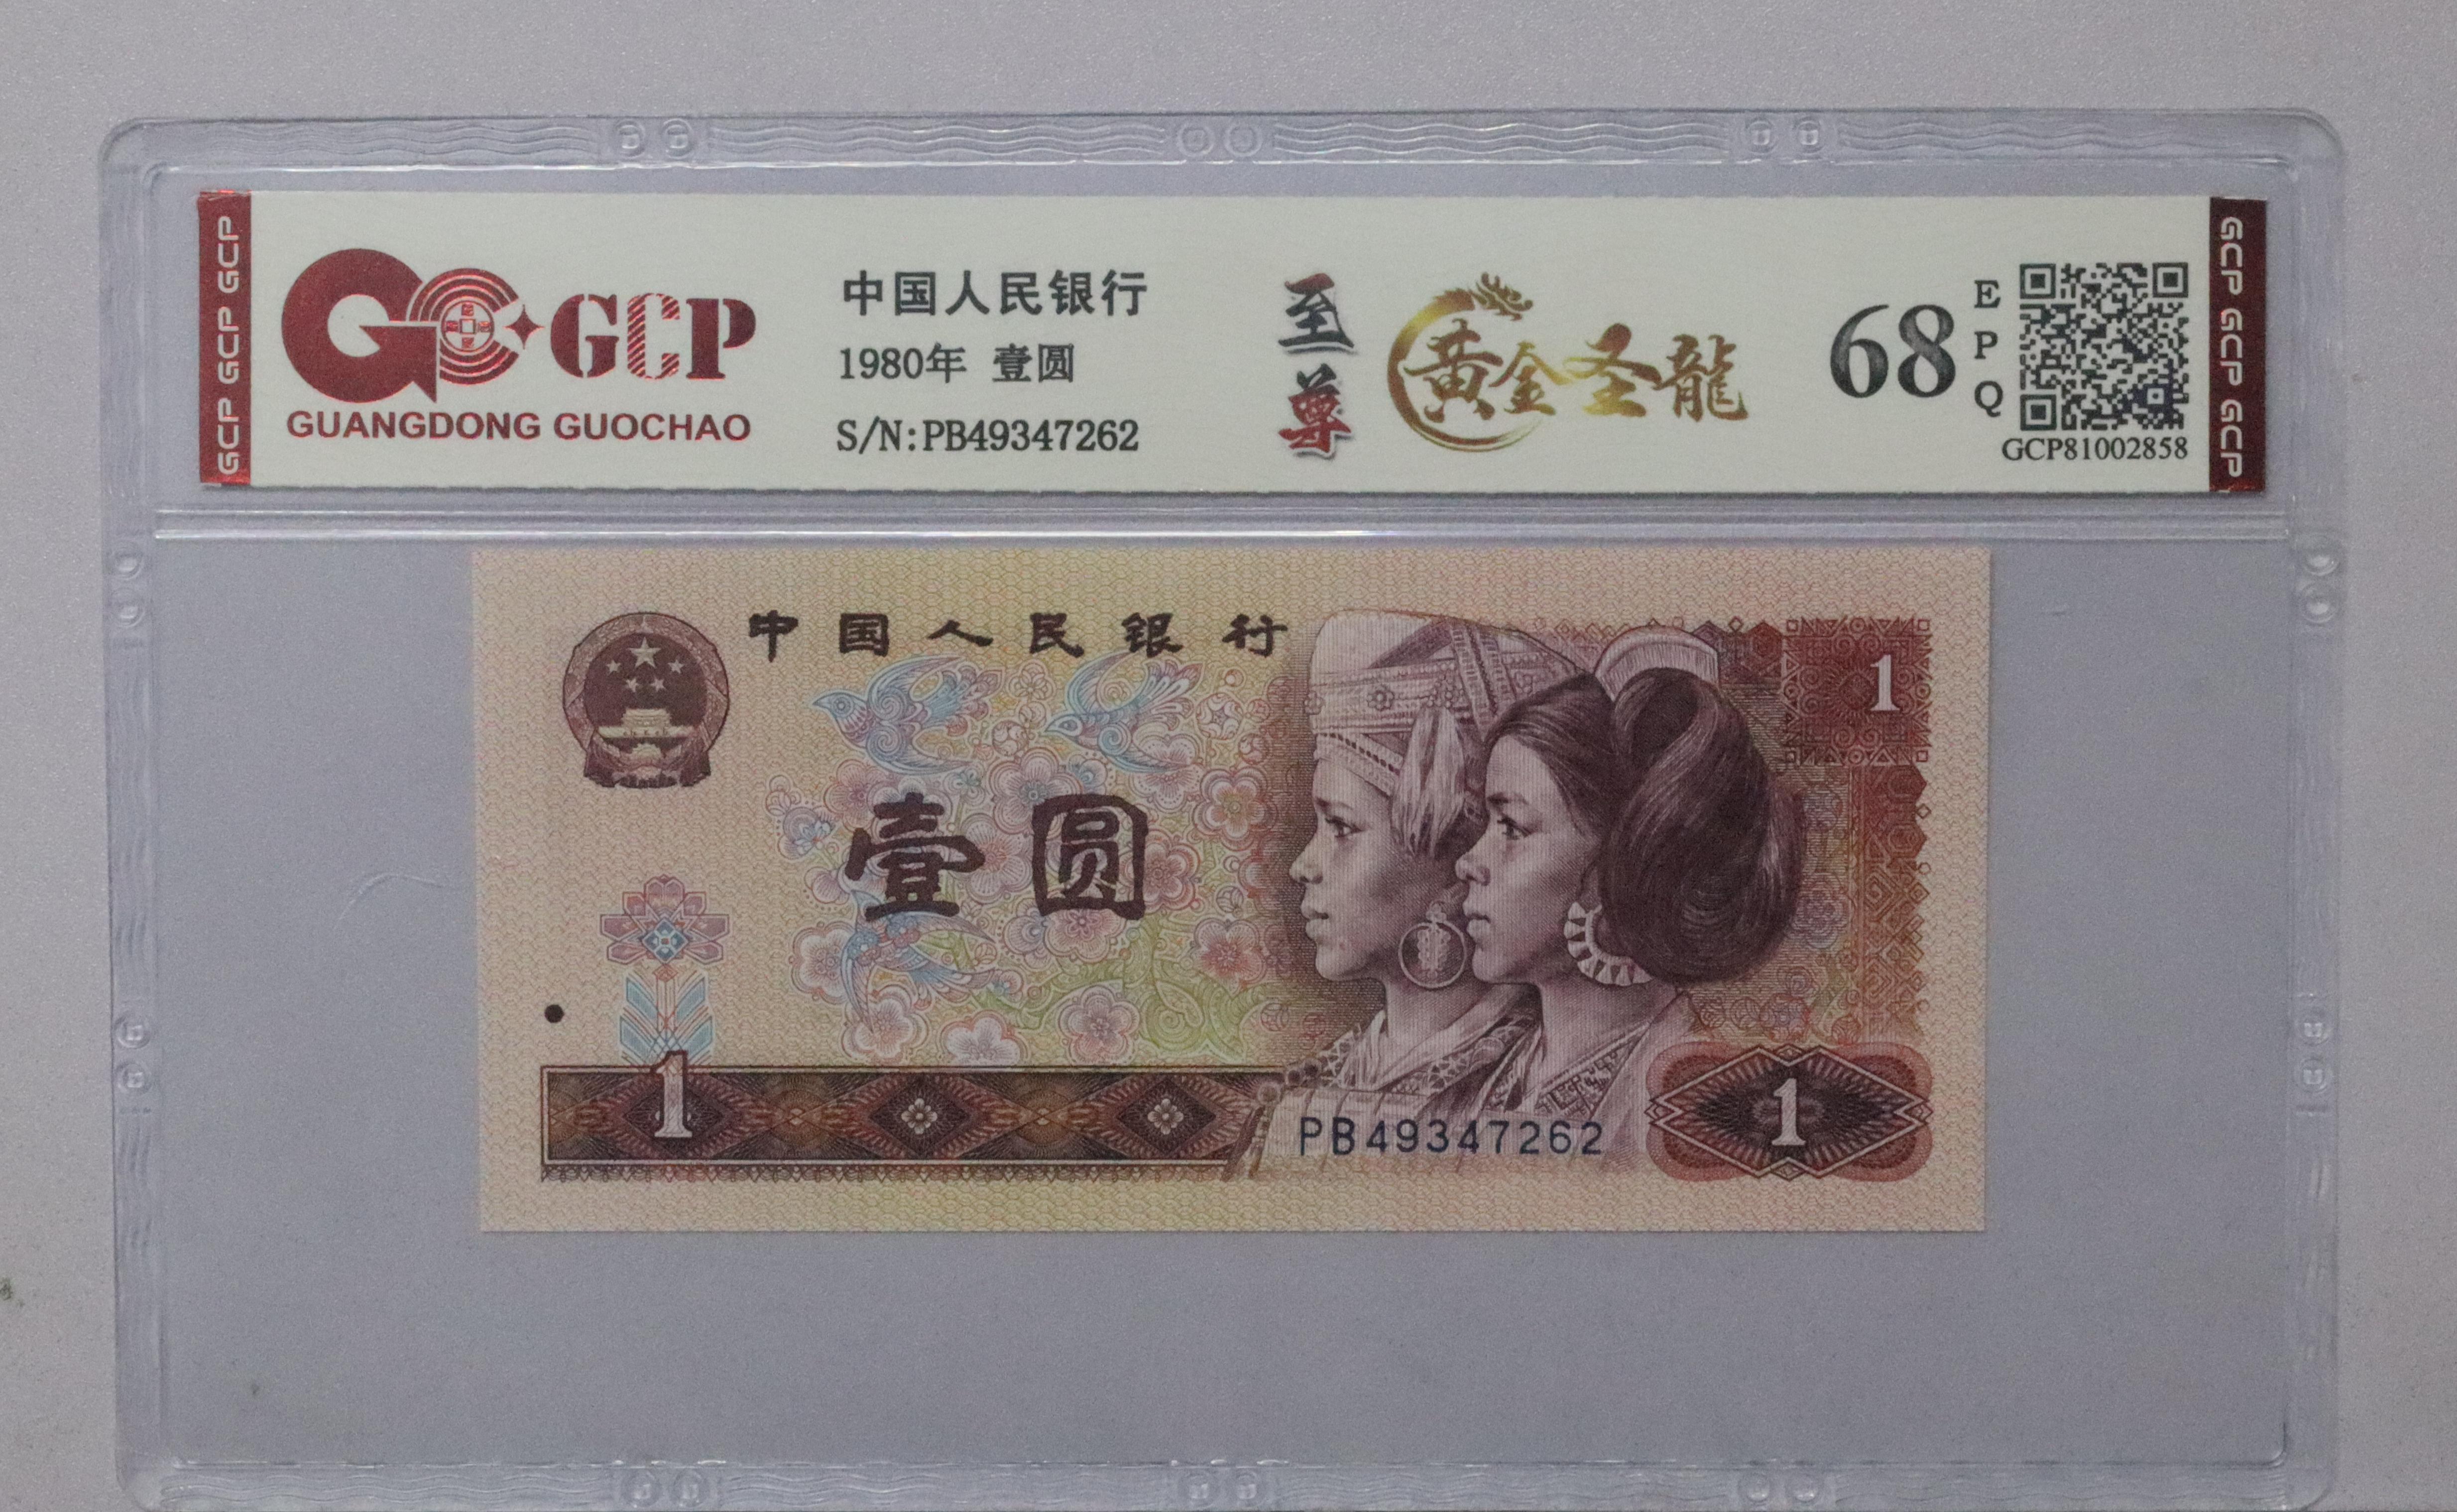 GCP GCP GCP
GCP
GUANGDONG GUOCHAO
中国人民银行
1980年 壹圆
S/N:PB49347262
至尊
黄金圣龍
68
EPQ
GCP81002858
GCP GCP GCP
中国人民银行
1
壹圆
1
PB49347262
1